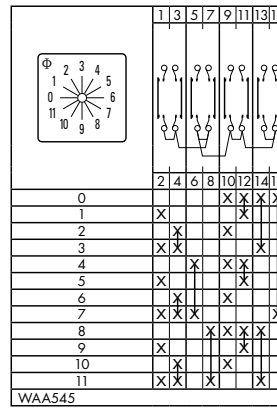 1 3 5 7 9 11 13
Φ
0 1 2 3 4 5 6 7 8 9 10 11
2 4 6 8 10 12 14
0 X X X X
1 X X
2 X X
3 X X X
4 X X X
5 X X
6 X X
7 X X X X
8 X X X X X
9 X X
10 X X
11 X X X X
WAA545